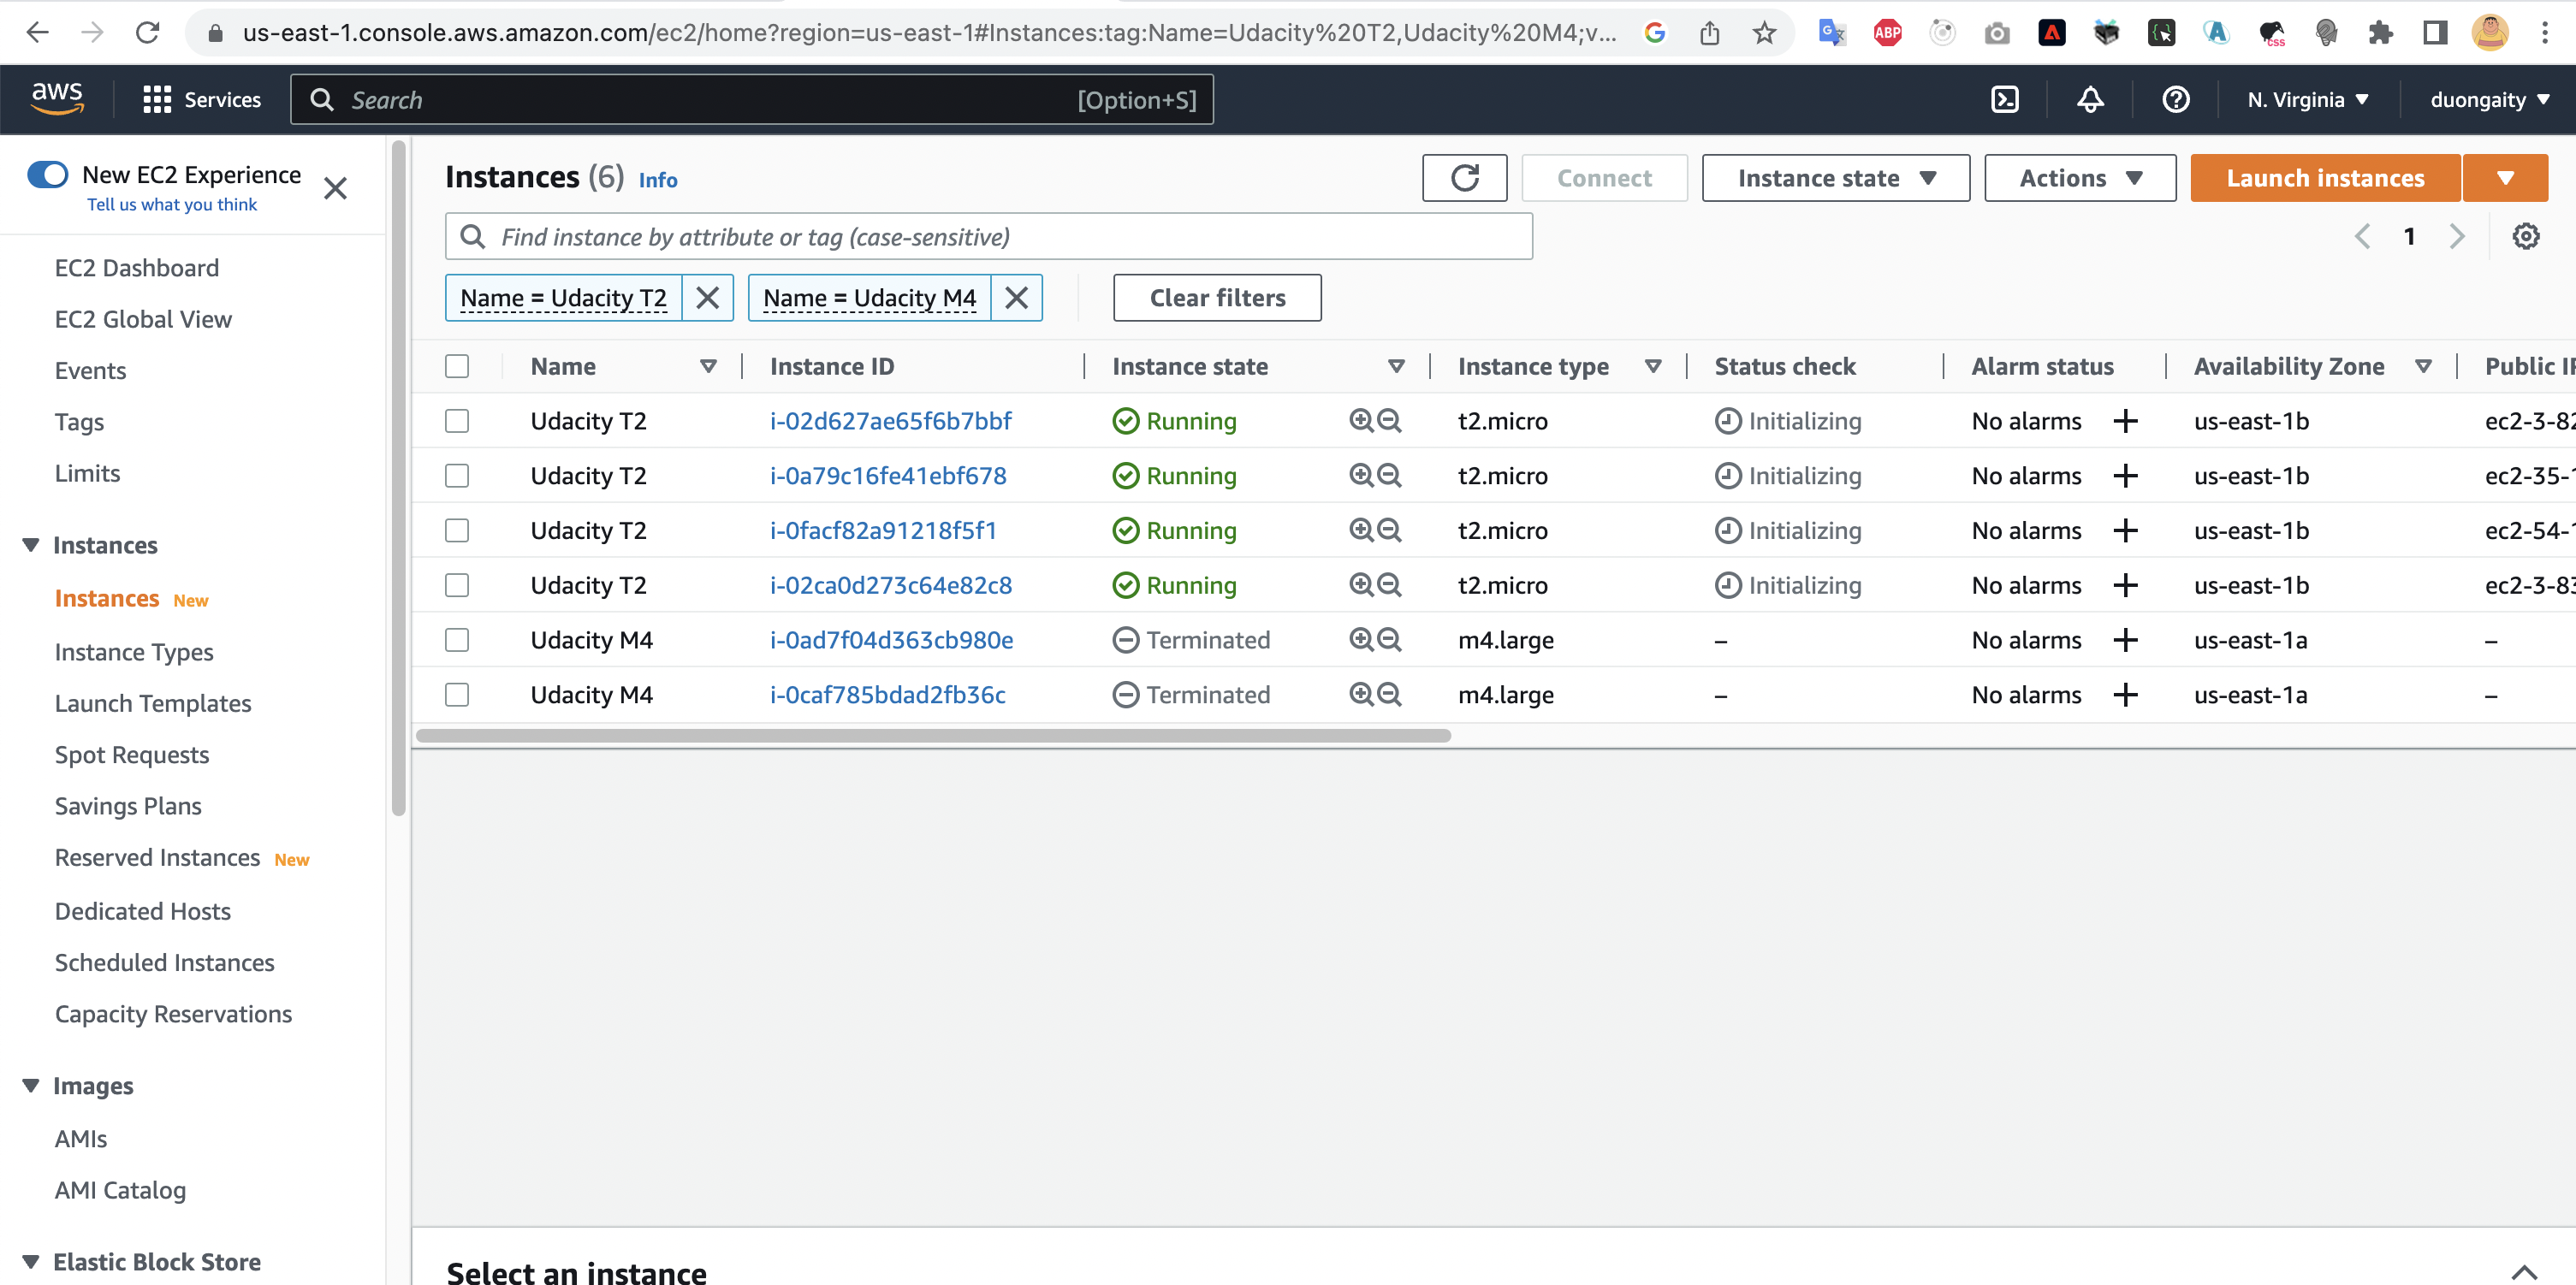 us-east-1.console.aws.amazon.com/ec2/home?region=us-east-1#Instances:tag:Name=Udacity%20T2,Udacity%20M4;v...
ABP
css
aws
Services
Search
[Option+S]
N. Virginia
duongaity
New EC2 Experience
Tell us what you think
EC2 Dashboard
EC2 Global View
Events
Tags
Limits
Instances
Instances New
Instance Types
Launch Templates
Spot Requests
Savings Plans
Reserved Instances New
Dedicated Hosts
Scheduled Instances
Capacity Reservations
Images
AMIs
AMI Catalog
Elastic Block Store
Instances (6) Info
Connect
Instance state
Actions
Launch instances
Find instance by attribute or tag (case-sensitive)
1
Name = Udacity T2
Name = Udacity M4
Clear filters
Name Instance ID Instance state Instance type Status check Alarm status Availability Zone Public IP
Udacity T2 i-02d627ae65f6b7bbf Running t2.micro Initializing No alarms + us-east-1b ec2-3-82
Udacity T2 i-0a79c16fe41ebf678 Running t2.micro Initializing No alarms + us-east-1b ec2-35-1
Udacity T2 i-0facf82a91218f5f1 Running t2.micro Initializing No alarms + us-east-1b ec2-54-1
Udacity T2 i-02ca0d273c64e82c8 Running t2.micro Initializing No alarms + us-east-1b ec2-3-83
Udacity M4 i-0ad7f04d363cb980e Terminated m4.large – No alarms + us-east-1a –
Udacity M4 i-0caf785bdad2fb36c Terminated m4.large – No alarms + us-east-1a –
Select an instance